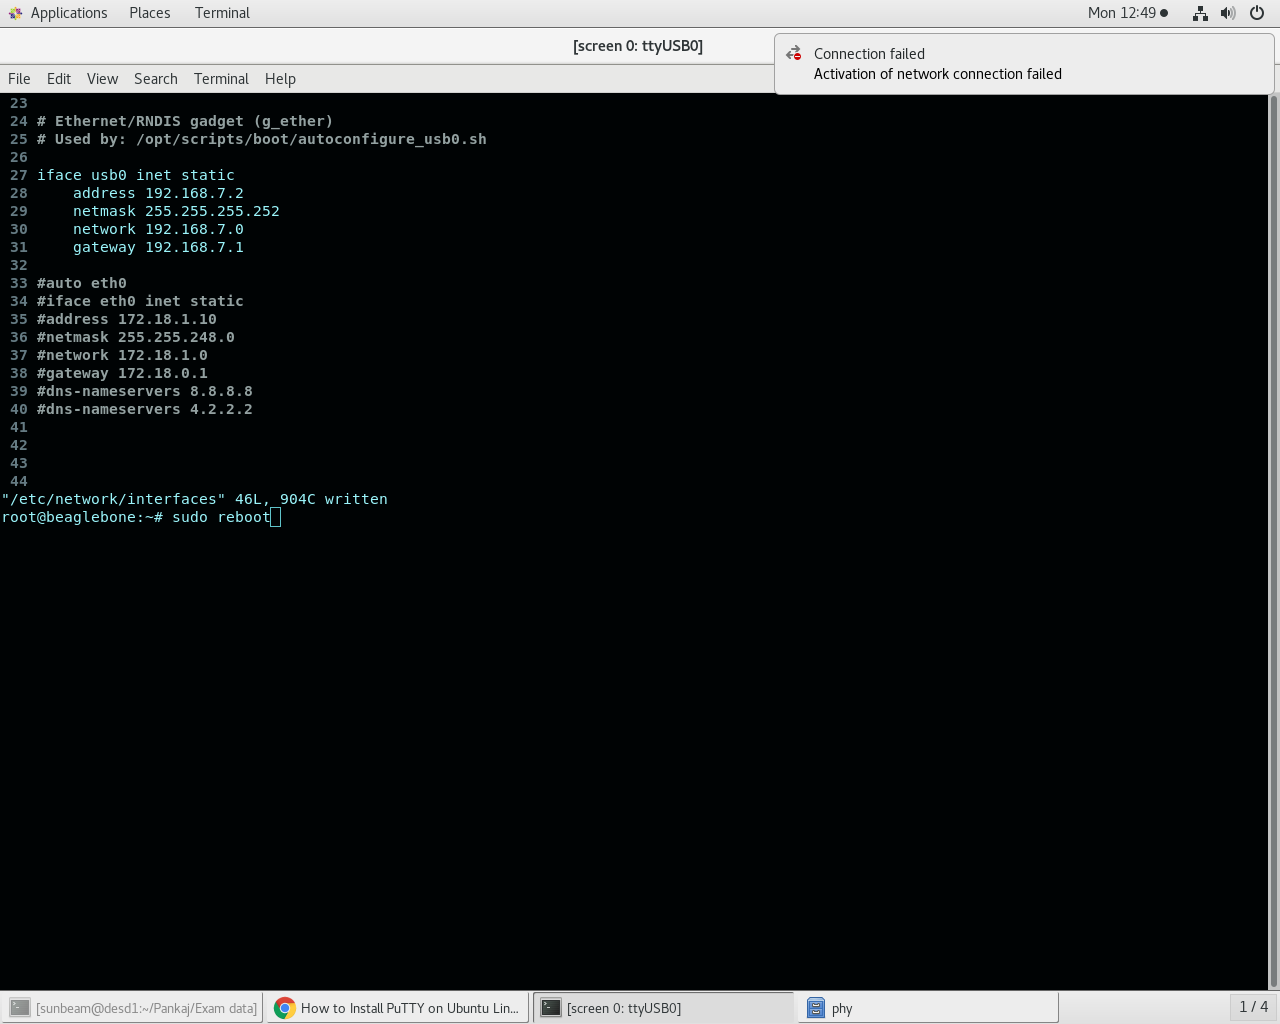 Applications Places Terminal Mon 12:49
[screen 0: ttyUSB0]
Connection failed
Activation of network connection failed
File Edit View Search Terminal Help
23
24 # Ethernet/RNDIS gadget (g_ether)
25 # Used by: /opt/scripts/boot/autoconfigure_usb0.sh
26
27 iface usb0 inet static
28     address 192.168.7.2
29     netmask 255.255.255.252
30     network 192.168.7.0
31     gateway 192.168.7.1
32
33 #auto eth0
34 #iface eth0 inet static
35 #address 172.18.1.10
36 #netmask 255.255.248.0
37 #network 172.18.1.0
38 #gateway 172.18.0.1
39 #dns-nameservers 8.8.8.8
40 #dns-nameservers 4.2.2.2
41
42
43
44
"/etc/network/interfaces" 46L, 904C written
root@beaglebone:~# sudo reboot
[sunbeam@desd1:~/Pankaj/Exam data] How to Install PuTTY on Ubuntu Lin... [screen 0: ttyUSB0] phy 1 / 4